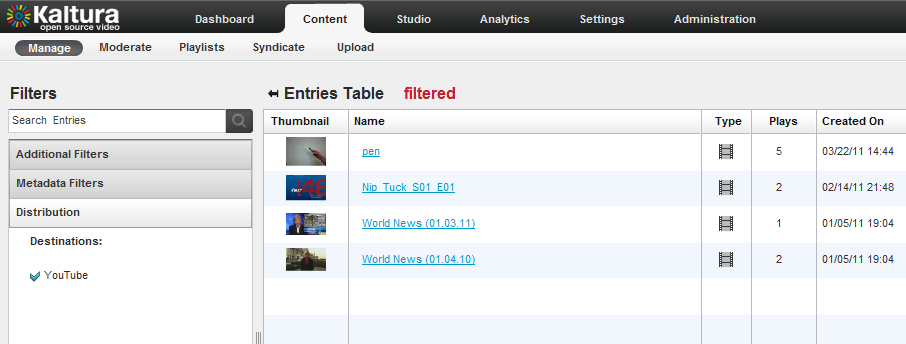 Kaltura
open source video
Dashboard Content Studio Analytics Settings Administration
Manage Moderate Playlists Syndicate Upload
Filters
Search Entries
Additional Filters
Metadata Filters
Distribution
Destinations:
YouTube
Entries Table filtered
Thumbnail Name Type Plays Created On
pen 5 03/22/11 14:44
Nip_Tuck_S01_E01 2 02/14/11 21:48
World News (01.03.11) 1 01/05/11 19:04
World News (01.04.10) 2 01/05/11 19:04